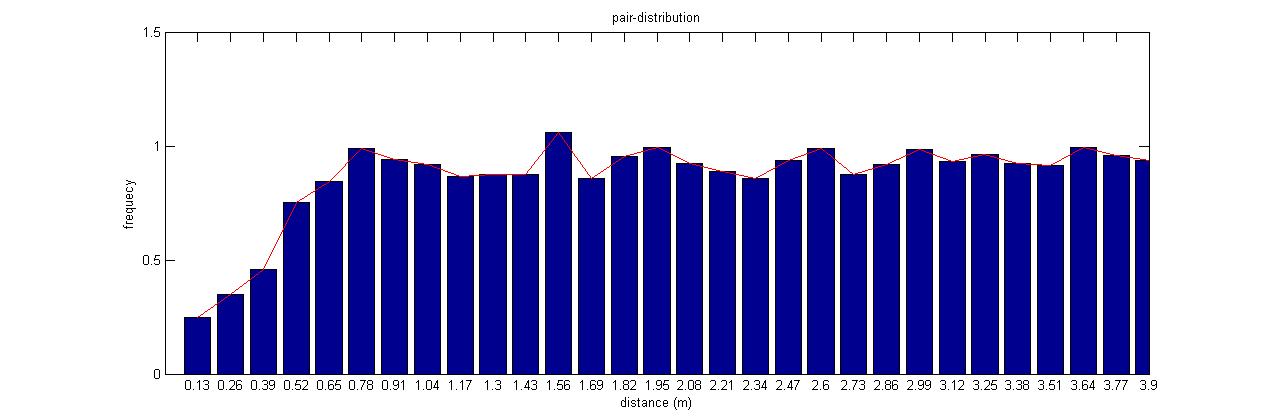 pair-distribution
1.5
1
0.5
0
frequecy
0.13 0.26 0.39 0.52 0.65 0.78 0.91 1.04 1.17 1.3 1.43 1.56 1.69 1.82 1.95 2.08 2.21 2.34 2.47 2.6 2.73 2.86 2.99 3.12 3.25 3.38 3.51 3.64 3.77 3.9
distance (m)